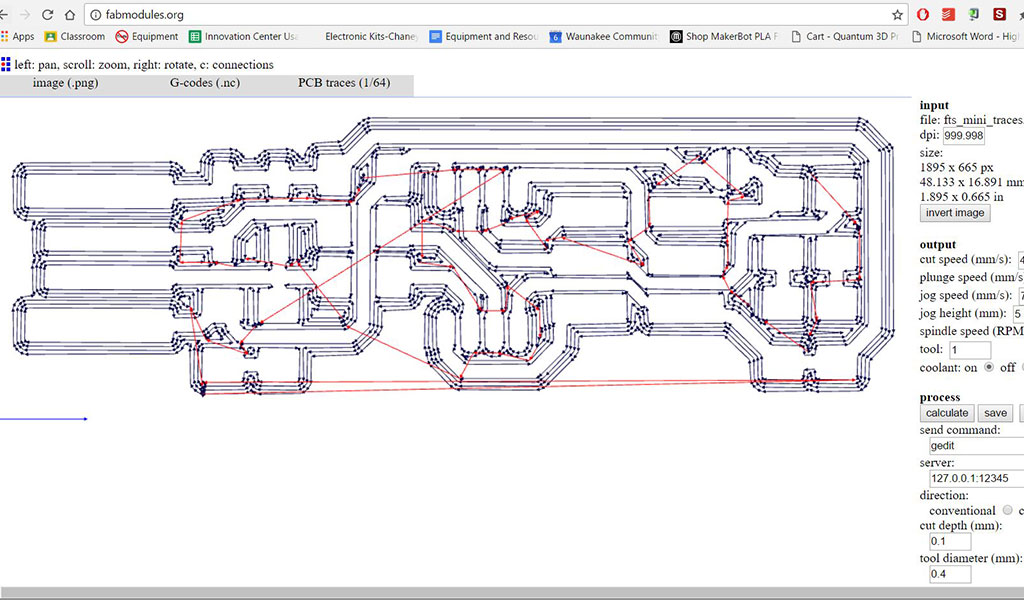 fabmodules.org
Apps Classroom Equipment Innovation Center Us Electronic Kits-Chaney Equipment and Resou Waunakee Communit Shop MakerBot PLA F Cart - Quantum 3D Pr Microsoft Word - High
left: pan, scroll: zoom, right: rotate, c: connections
image (.png) G-codes (.nc) PCB traces (1/64)
input
file: fts_mini_traces.
dpi: 999.998
size:
1895 x 665 px
48.133 x 16.891 mm
1.895 x 0.665 in
invert image
output
cut speed (mm/s): 4
plunge speed (mm/s
jog speed (mm/s): 7
jog height (mm): 5
spindle speed (RPM
tool: 1
coolant: on off
process
calculate save
send command:
gedit
server:
127.0.0.1:12345
direction:
conventional c
cut depth (mm):
0.1
tool diameter (mm):
0.4